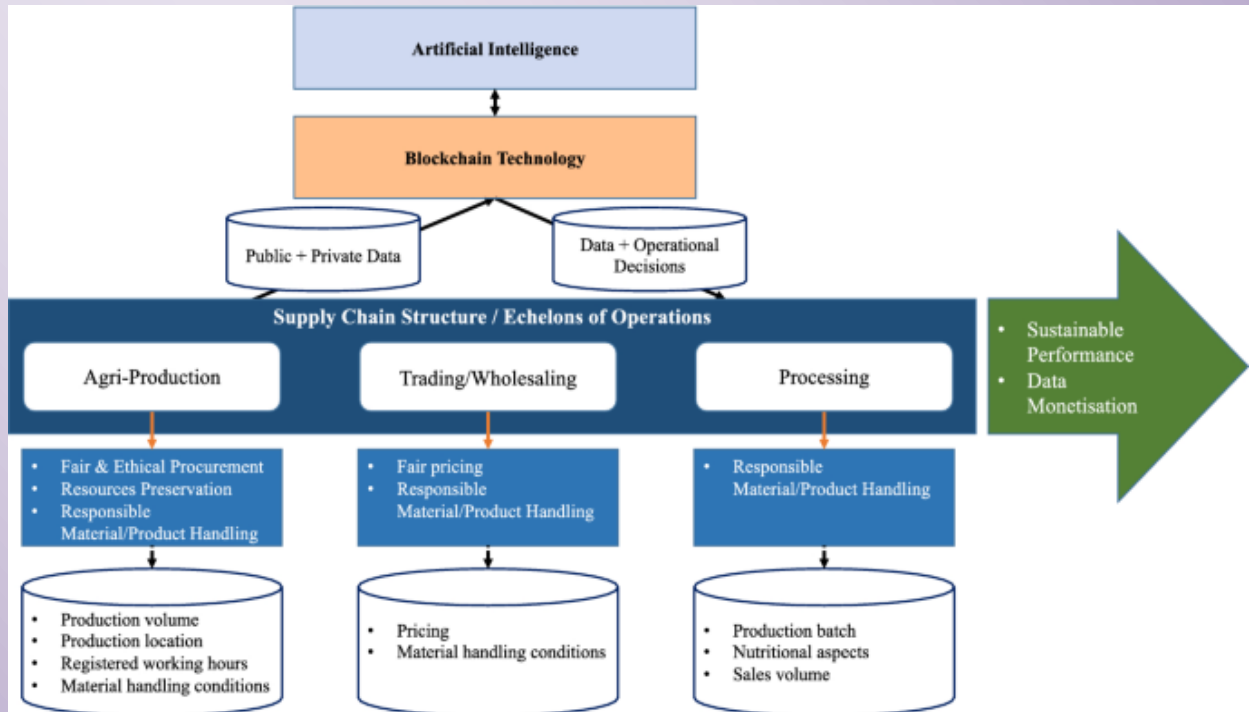 Artificial Intelligence
Blockchain Technology
Public + Private Data
Data + Operational
Decisions
Supply Chain Structure / Echelons of Operations
Agri-Production
Trading/Wholesaling
Processing
• Sustainable
Performance
• Data
Monetisation
• Fair & Ethical Procurement
• Resources Preservation
• Responsible
Material/Product Handling
• Fair pricing
• Responsible
Material/Product Handling
• Responsible
Material/Product Handling
• Production volume
• Production location
• Registered working hours
• Material handling conditions
• Pricing
• Material handling conditions
• Production batch
• Nutritional aspects
• Sales volume